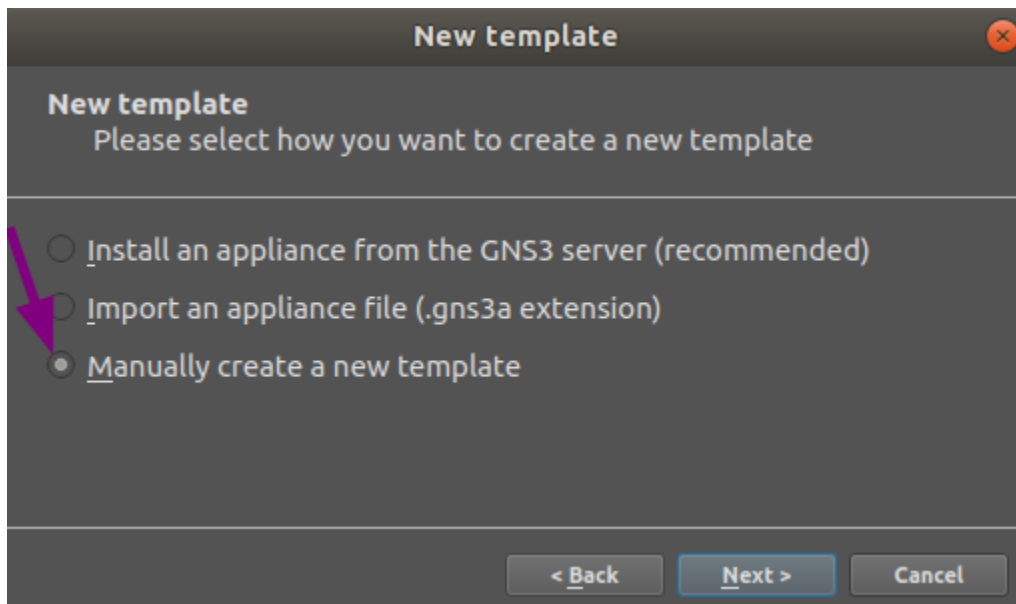 New template
New template
Please select how you want to create a new template
Install an appliance from the GNS3 server (recommended)
Import an appliance file (.gns3a extension)
Manually create a new template
< Back Next > Cancel